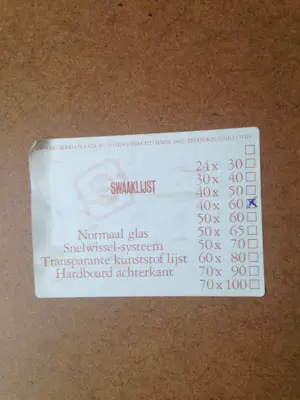 SWAAKLIJST
24 x 30
30 x 40
40 x 50
40 x 60 x
50 x 60
50 x 65
50 x 70
60 x 80
70 x 90
70 x 100
Normaal glas
Snelwissel-systeem
Transparante kunststof lijst
Hardboard achterkant